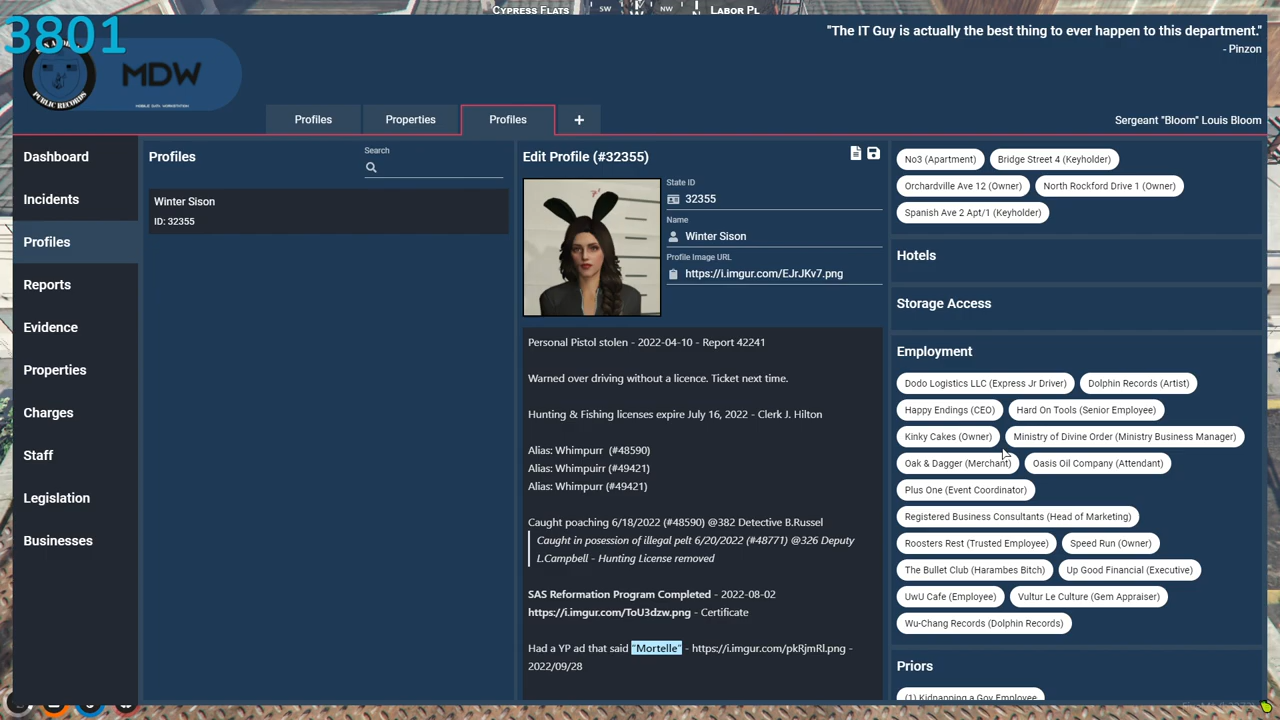 CYPRESS FLATS
SW
NW
LABOR PL
3801
PUBLIC RECORDS
MDW
MOBILE DATA WORKSTATION
"The IT Guy is actually the best thing to ever happen to this department."
- Pinzon
Profiles
Properties
Profiles
+
Sergeant "Bloom" Louis Bloom
Dashboard
Incidents
Profiles
Reports
Evidence
Properties
Charges
Staff
Legislation
Businesses
Profiles
Search
Winter Sison
ID: 32355
Edit Profile (#32355)
State ID
32355
Name
Winter Sison
Profile Image URL
https://i.imgur.com/EJrJKv7.png
Personal Pistol stolen - 2022-04-10 - Report 42241
Warned over driving without a licence. Ticket next time.
Hunting & Fishing licenses expire July 16, 2022 - Clerk J. Hilton
Alias: Whimpurr (#48590)
Alias: Whimpuirr (#49421)
Alias: Whimpurr (#49421)
Caught poaching 6/18/2022 (#48590) @382 Detective B.Russel
Caught in posession of illegal pelt 6/20/2022 (#48771) @326 Deputy
L.Campbell - Hunting License removed
SAS Reformation Program Completed - 2022-08-02
https://i.imgur.com/ToU3dzw.png - Certificate
Had a YP ad that said "Mortelle" - https://i.imgur.com/pkRjmRl.png -
2022/09/28
No3 (Apartment) Bridge Street 4 (Keyholder)
Orchardville Ave 12 (Owner) North Rockford Drive 1 (Owner)
Spanish Ave 2 Apt/1 (Keyholder)
Hotels
Storage Access
Employment
Dodo Logistics LLC (Express Jr Driver) Dolphin Records (Artist)
Happy Endings (CEO) Hard On Tools (Senior Employee)
Kinky Cakes (Owner) Ministry of Divine Order (Ministry Business Manager)
Oak & Dagger (Merchant) Oasis Oil Company (Attendant)
Plus One (Event Coordinator)
Registered Business Consultants (Head of Marketing)
Roosters Rest (Trusted Employee) Speed Run (Owner)
The Bullet Club (Harambes Bitch) Up Good Financial (Executive)
UwU Cafe (Employee) Vultur Le Culture (Gem Appraiser)
Wu-Chang Records (Dolphin Records)
Priors
(1) Kidnapping a Gov Employee